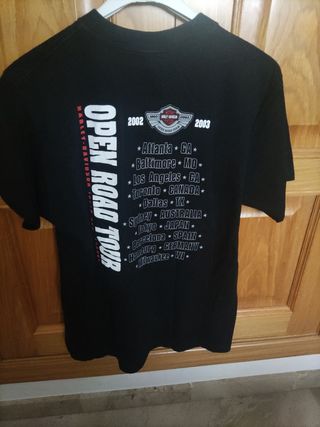 2002 2003
HARLEY-DAVIDSON
OPEN ROAD TOUR
Atlanta • GA
Baltimore • MD
Los Angeles • CA
Toronto • CANADA
Dallas • TX
Sydney • AUSTRALIA
Tokyo • JAPAN
Barcelona • SPAIN
Hamburg • GERMANY
Milwaukee • WI